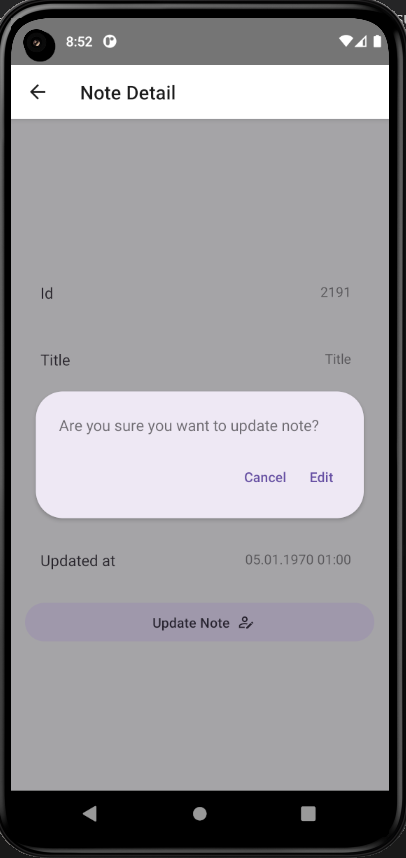 8:52
Note Detail
Id 2191
Title Title
Are you sure you want to update note?
Cancel Edit
Updated at 05.01.1970 01:00
Update Note